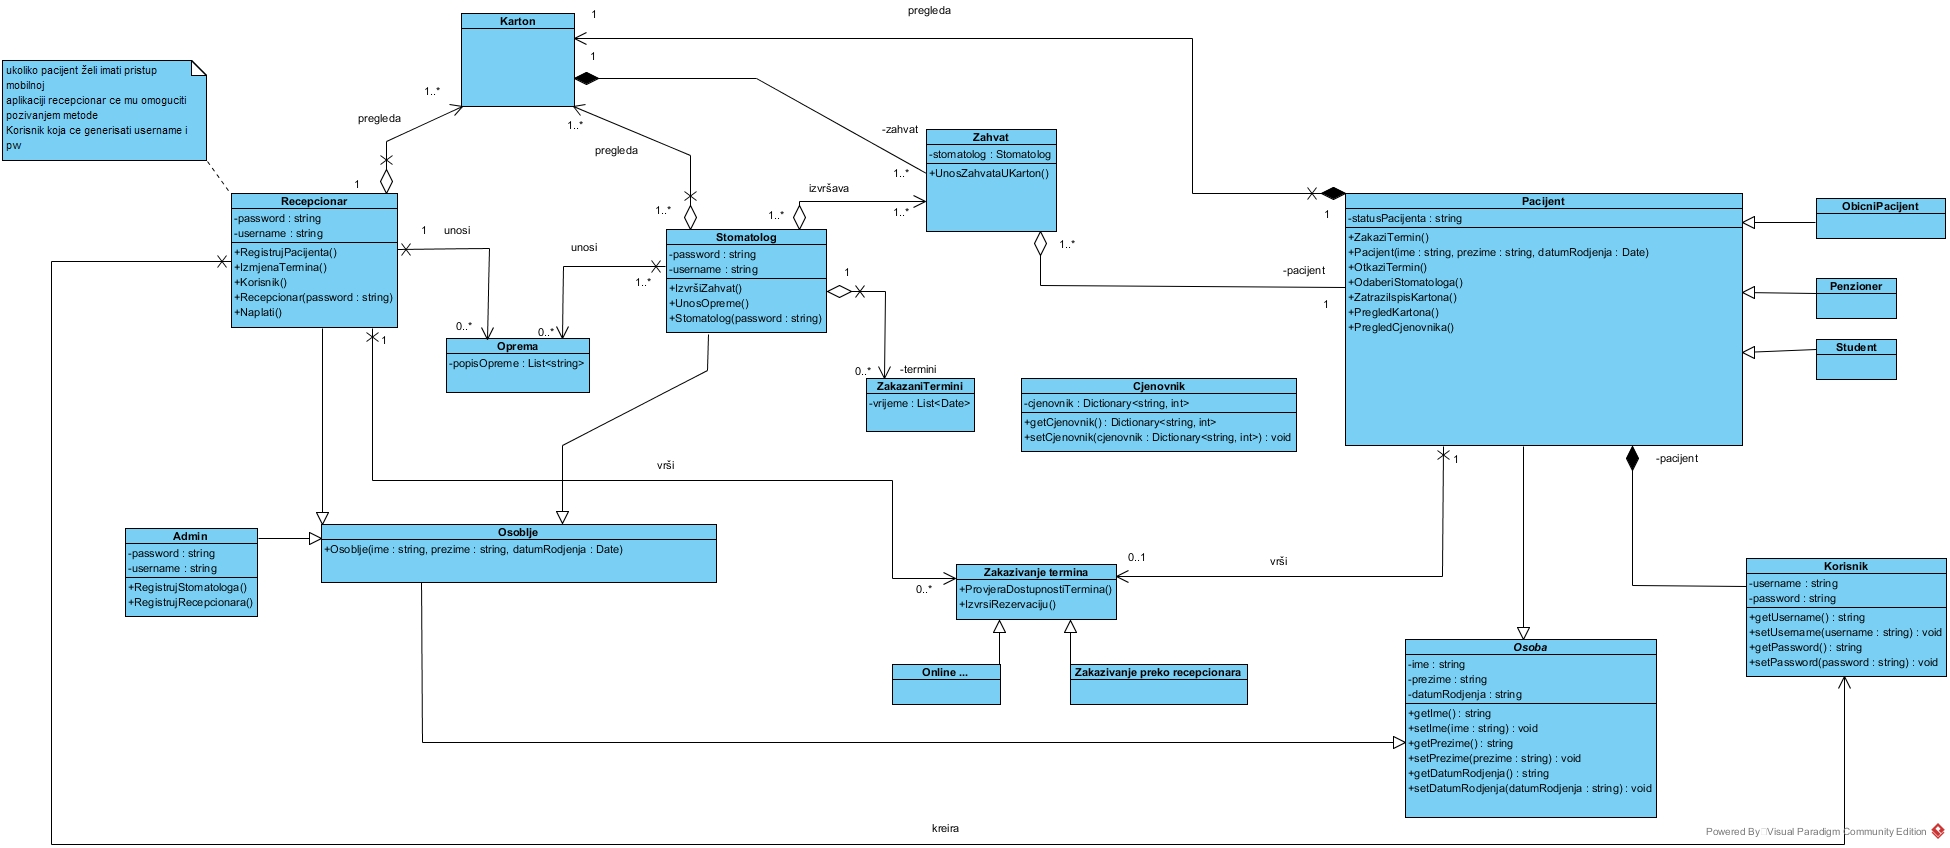 pregleda
Karton
1
1
1..*
1..*
pregleda
pregleda
ukoliko pacijent želi imati pristup
mobilnoj
aplikaciji recepcionar ce mu omoguciti
pozivanjem metode
Korisnik koja ce generisati username i
pw
-zahvat
1..*
Zahvat
-stomatolog : Stomatolog
+UnosZahvataUKarton()
1..*
izvršava
1..*
1..*
1..*
1
Recepcionar
-password : string
-username : string
+RegistrujPacijenta()
+IzmjenaTermina()
+Korisnik()
+Recepcionar(password : string)
+Naplati()
1
unosi
unosi
1..*
0..*
0..*
Stomatolog
-password : string
-username : string
+IzvršiZahvat()
+UnosOpreme()
+Stomatolog(password : string)
1
0..*
-termini
Oprema
-popisOpreme : List<string>
ZakazaniTermini
-vrijeme : List<Date>
Cjenovnik
-cjenovnik : Dictionary<string, int>
+getCjenovnik() : Dictionary<string, int>
+setCjenovnik(cjenovnik : Dictionary<string, int>) : void
1
-pacijent
1
Pacijent
-statusPacijenta : string
+ZakaziTermin()
+Pacijent(ime : string, prezime : string, datumRodjenja : Date)
+OtkaziTermin()
+OdaberiStomatologa()
+ZatraziIspisKartona()
+PregledKartona()
+PregledCjenovnika()
ObicniPacijent
Penzioner
Student
1
vrši
1
-pacijent
Admin
-password : string
-username : string
+RegistrujStomatologa()
+RegistrujRecepcionara()
Osoblje
+Osoblje(ime : string, prezime : string, datumRodjenja : Date)
0..*
0..1
vrši
Zakazivanje termina
+ProvjeraDostupnostiTermina()
+IzvrsiRezervaciju()
Online ...
Zakazivanje preko recepcionara
Korisnik
-username : string
-password : string
+getUsername() : string
+setUsername(username : string) : void
+getPassword() : string
+setPassword(password : string) : void
Osoba
-ime : string
-prezime : string
-datumRodjenja : string
+getIme() : string
+setIme(ime : string) : void
+getPrezime() : string
+setPrezime(prezime : string) : void
+getDatumRodjenja() : string
+setDatumRodjenja(datumRodjenja : string) : void
kreira
Powered By Visual Paradigm Community Edition